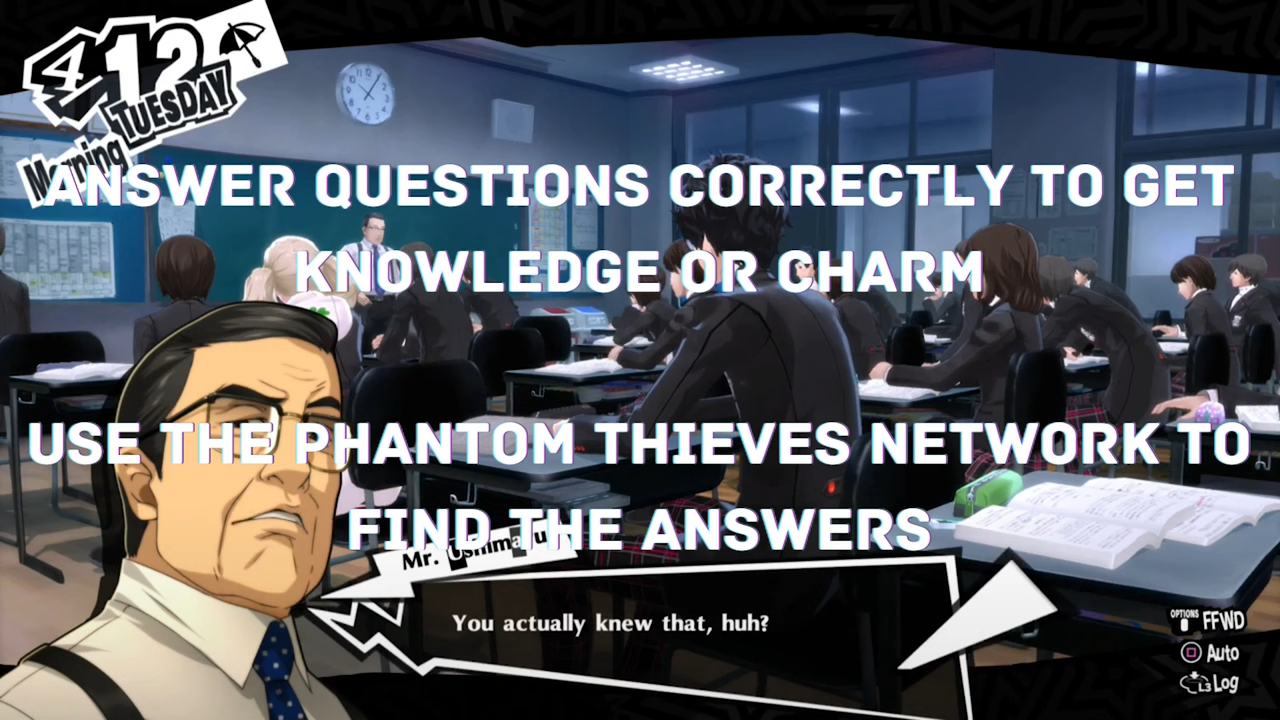 4 12
TUESDAY
Morning
ANSWER QUESTIONS CORRECTLY TO GET
KNOWLEDGE OR CHARM
USE THE PHANTOM THIEVES NETWORK TO
FIND THE ANSWERS
Mr. Ushimaru
You actually knew that, huh?
OPTIONS FFWD
Auto
L3 Log